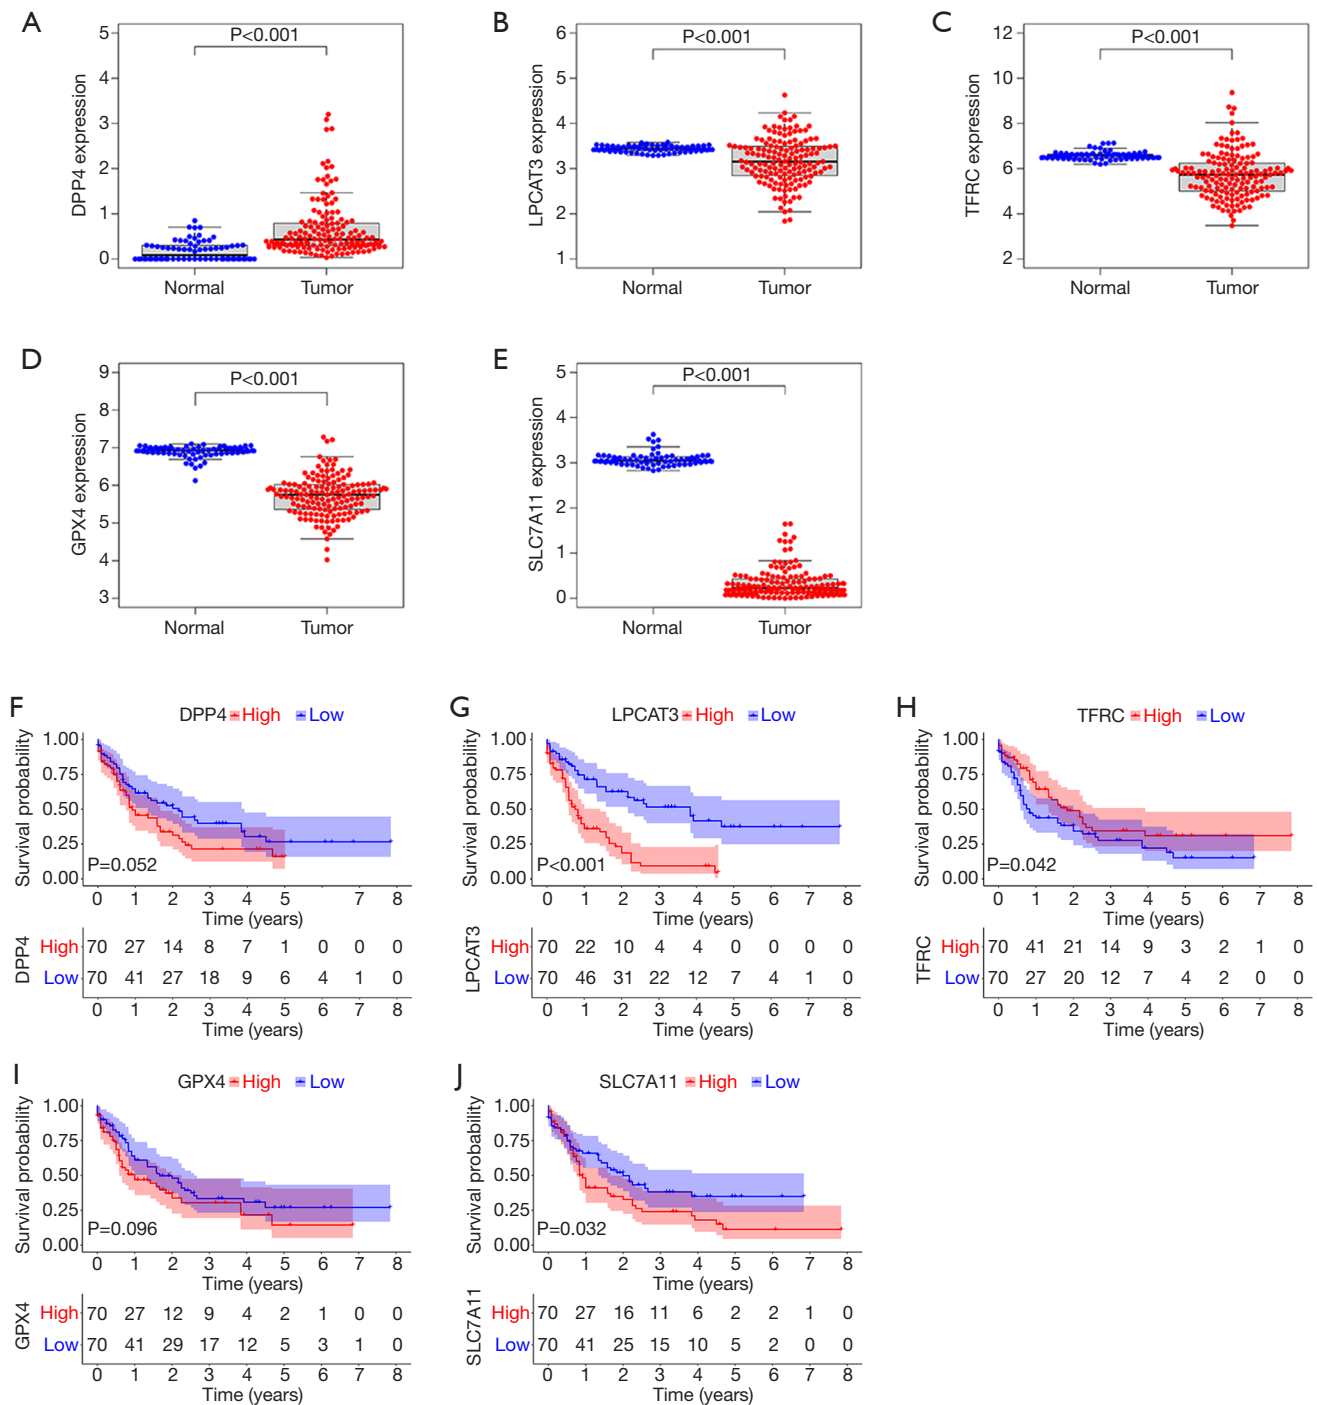 A
P<0.001
DPP4 expression
5
4
3
2
1
0
Normal Tumor
B
P<0.001
LPCAT3 expression
6
5
4
3
2
1
Normal Tumor
C
P<0.001
TFRC expression
12
10
8
6
4
2
Normal Tumor
D
P<0.001
GPX4 expression
9
8
7
6
5
4
3
Normal Tumor
E
P<0.001
SLC7A11 expression
5
4
3
2
1
0
Normal Tumor
F
DPP4 High Low
Survival probability
1.00
0.75
0.50
0.25
0.00
P=0.052
0 1 2 3 4 5 6 7 8
Time (years)
DPP4
High 70 27 14 8 7 1 0 0 0
Low 70 41 27 18 9 6 4 1 0
0 1 2 3 4 5 6 7 8
Time (years)
G
LPCAT3 High Low
Survival probability
1.00
0.75
0.50
0.25
0.00
P<0.001
0 1 2 3 4 5 6 7 8
Time (years)
LPCAT3
High 70 22 10 4 4 0 0 0 0
Low 70 46 31 22 12 7 4 1 0
0 1 2 3 4 5 6 7 8
Time (years)
H
TFRC High Low
Survival probability
1.00
0.75
0.50
0.25
0.00
P=0.042
0 1 2 3 4 5 6 7 8
Time (years)
TFRC
High 70 41 21 14 9 3 2 1 0
Low 70 27 20 12 7 4 2 0 0
0 1 2 3 4 5 6 7 8
Time (years)
I
GPX4 High Low
Survival probability
1.00
0.75
0.50
0.25
0.00
P=0.096
0 1 2 3 4 5 6 7 8
Time (years)
GPX4
High 70 27 12 9 4 2 1 0 0
Low 70 41 29 17 12 5 3 1 0
0 1 2 3 4 5 6 7 8
Time (years)
J
SLC7A11 High Low
Survival probability
1.00
0.75
0.50
0.25
0.00
P=0.032
0 1 2 3 4 5 6 7 8
Time (years)
SLC7A11
High 70 27 16 11 6 2 2 1 0
Low 70 41 25 15 10 5 2 0 0
0 1 2 3 4 5 6 7 8
Time (years)